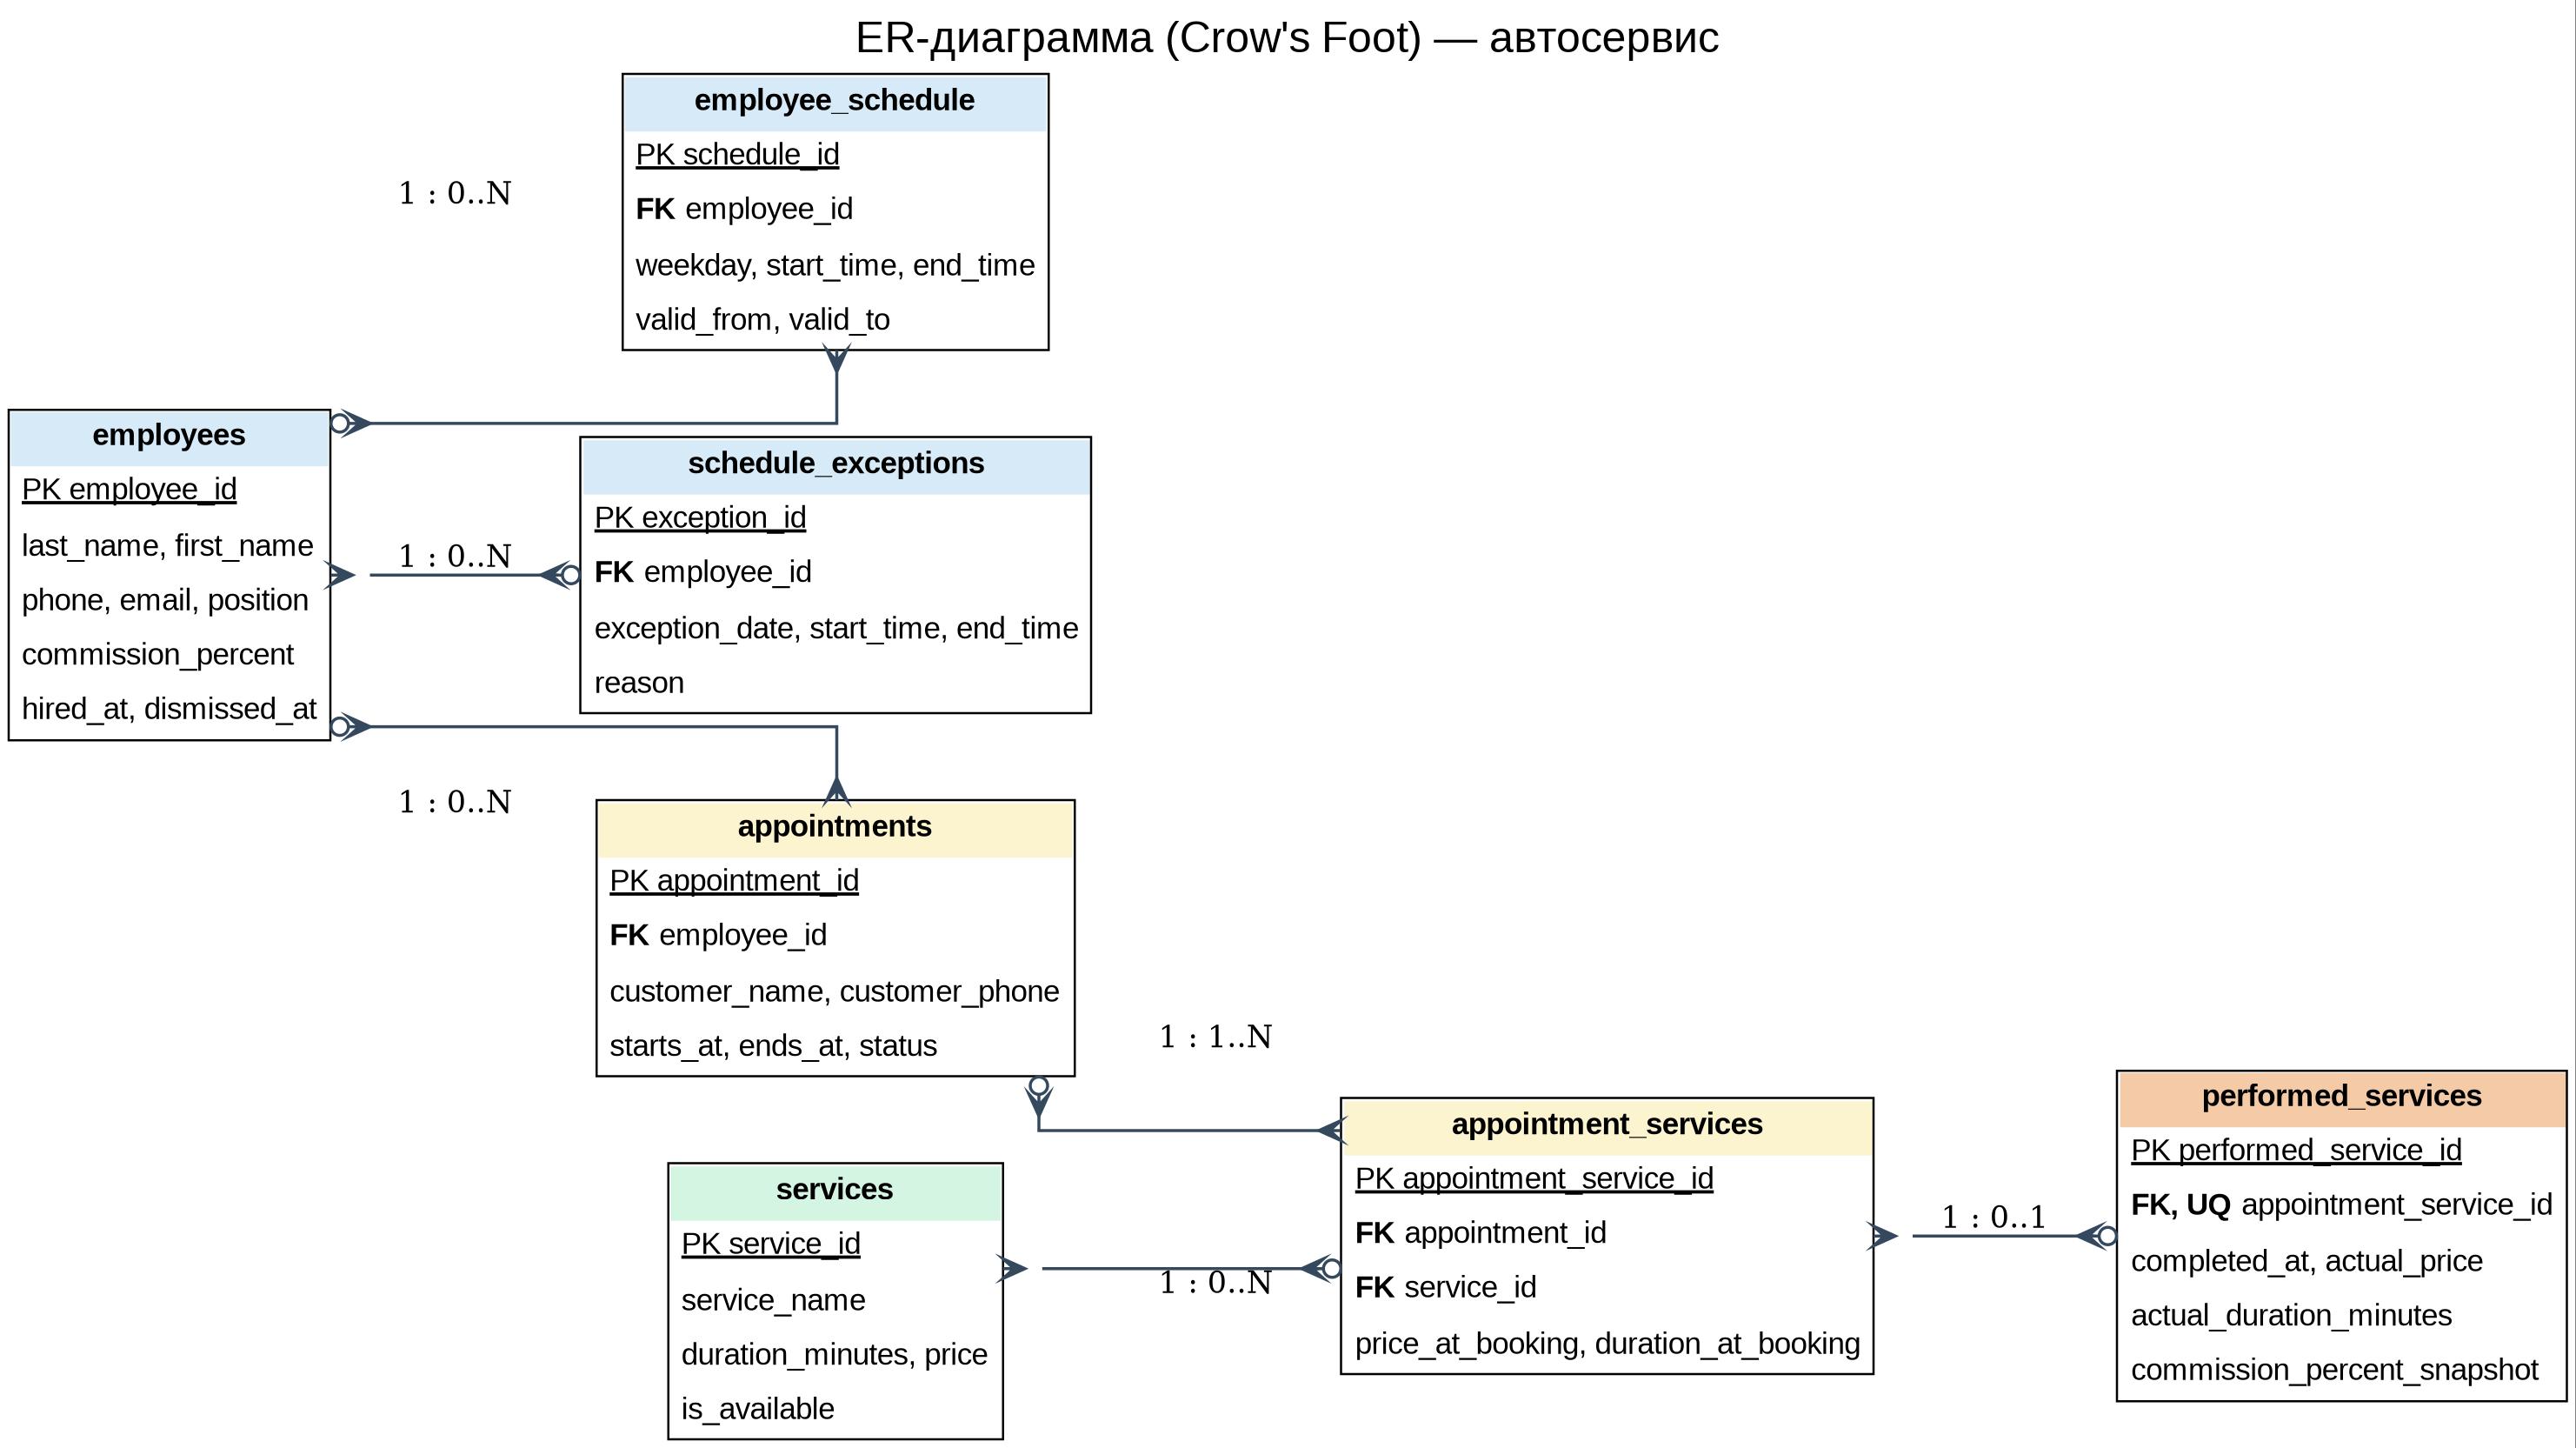 ER-диаграмма (Crow's Foot) — автосервис
employee_schedule
PK schedule_id
FK employee_id
weekday, start_time, end_time
valid_from, valid_to
1 : 0..N
employees
PK employee_id
last_name, first_name
phone, email, position
commission_percent
hired_at, dismissed_at
1 : 0..N
schedule_exceptions
PK exception_id
FK employee_id
exception_date, start_time, end_time
reason
1 : 0..N
appointments
PK appointment_id
FK employee_id
customer_name, customer_phone
starts_at, ends_at, status
1 : 1..N
services
PK service_id
service_name
duration_minutes, price
is_available
1 : 0..N
appointment_services
PK appointment_service_id
FK appointment_id
FK service_id
price_at_booking, duration_at_booking
1 : 0..1
performed_services
PK performed_service_id
FK, UQ appointment_service_id
completed_at, actual_price
actual_duration_minutes
commission_percent_snapshot